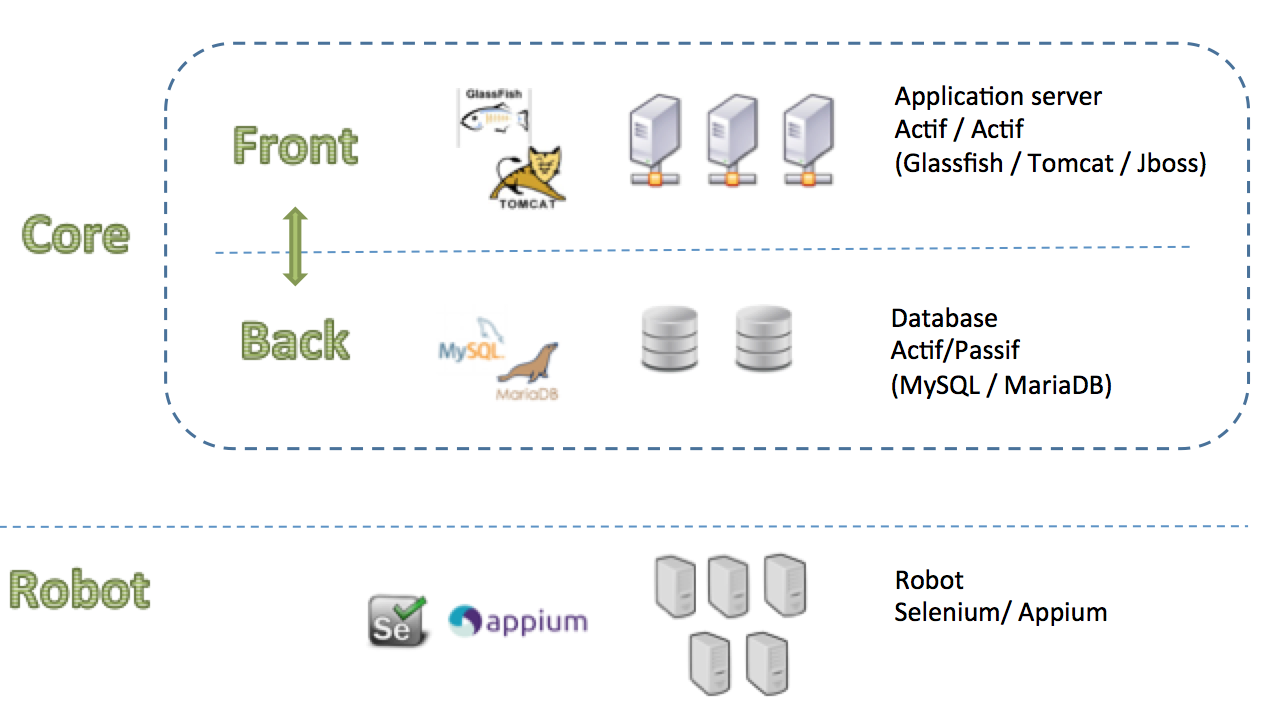 GlassFish
Front
TOMCAT
Application server
Actif / Actif
(Glassfish / Tomcat / Jboss)
Core
Back
MySQL
MariaDB
Database
Actif/Passif
(MySQL / MariaDB)
Robot
Se
appium
Robot
Selenium/ Appium